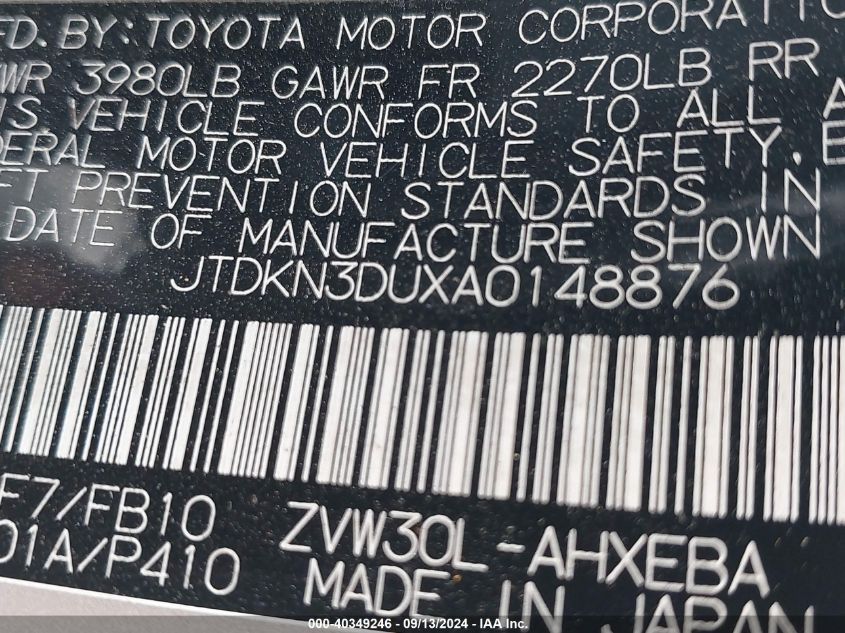 MFD. BY: TOYOTA MOTOR CORPORATIO
WR 3980LB GAWR FR 2270LB RR
IS VEHICLE CONFORMS TO ALL A
DERAL MOTOR VEHICLE SAFETY, B
FT PREVENTION STANDARDS IN
DATE OF MANUFACTURE SHOWN
JTDKN3DUXA0148876
F7/FB10 ZVW30L-AHXEBA
01A/P410 MADE IN JAPAN
000-40349246 - 09/13/2024 - IAA, Inc.